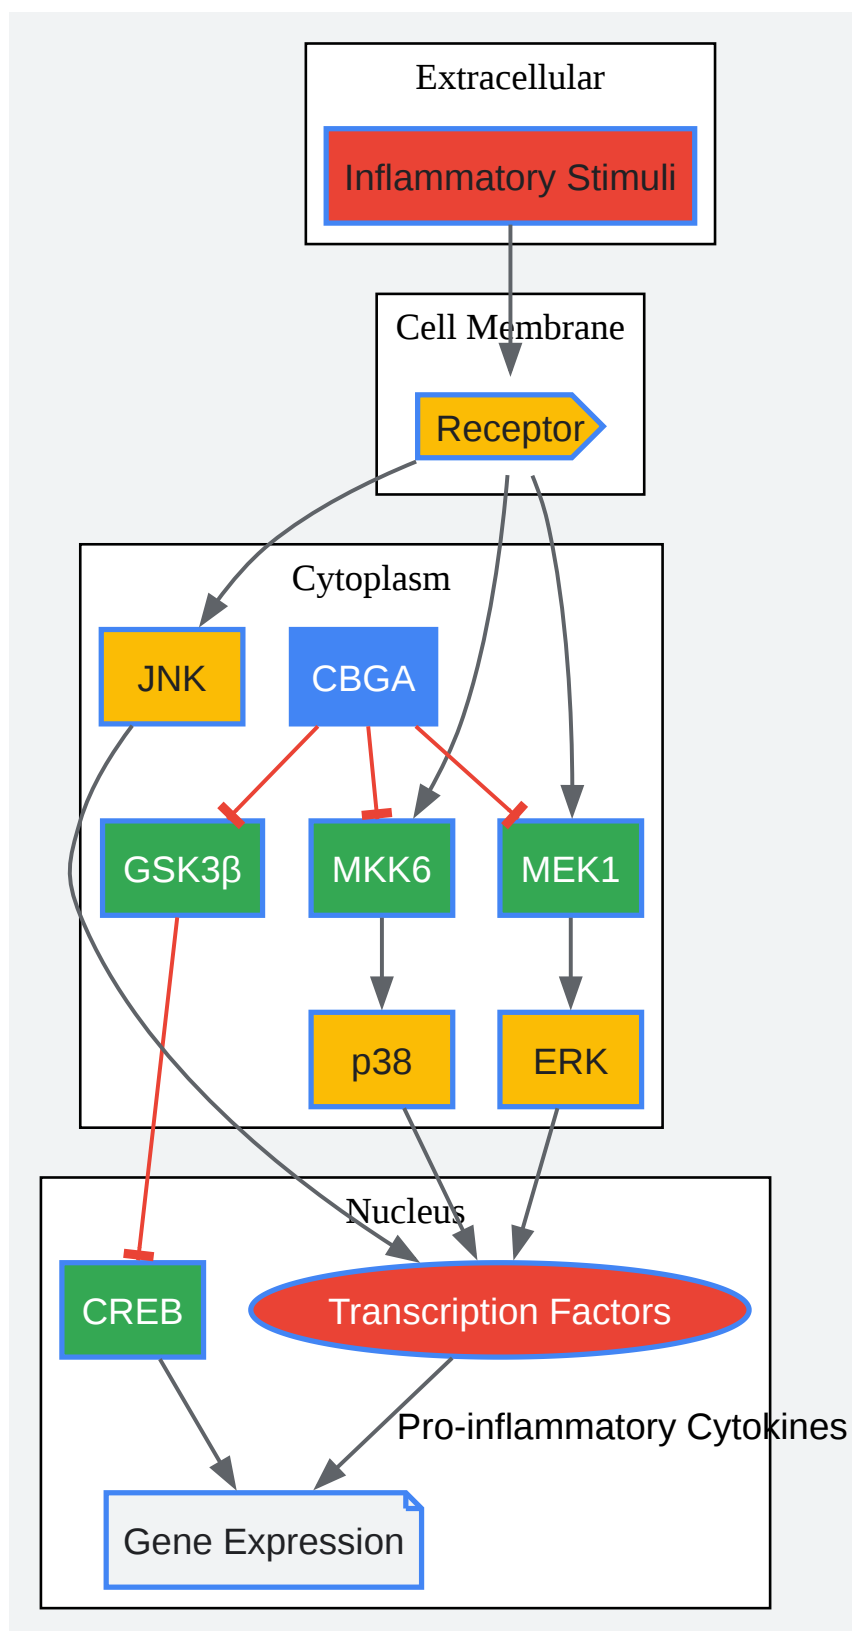 Extracellular
Inflammatory Stimuli
Cell Membrane
Receptor
Cytoplasm
JNK
CBGA
GSK3β
MKK6
MEK1
p38
ERK
Nucleus
CREB
Transcription Factors
Pro-inflammatory Cytokines
Gene Expression